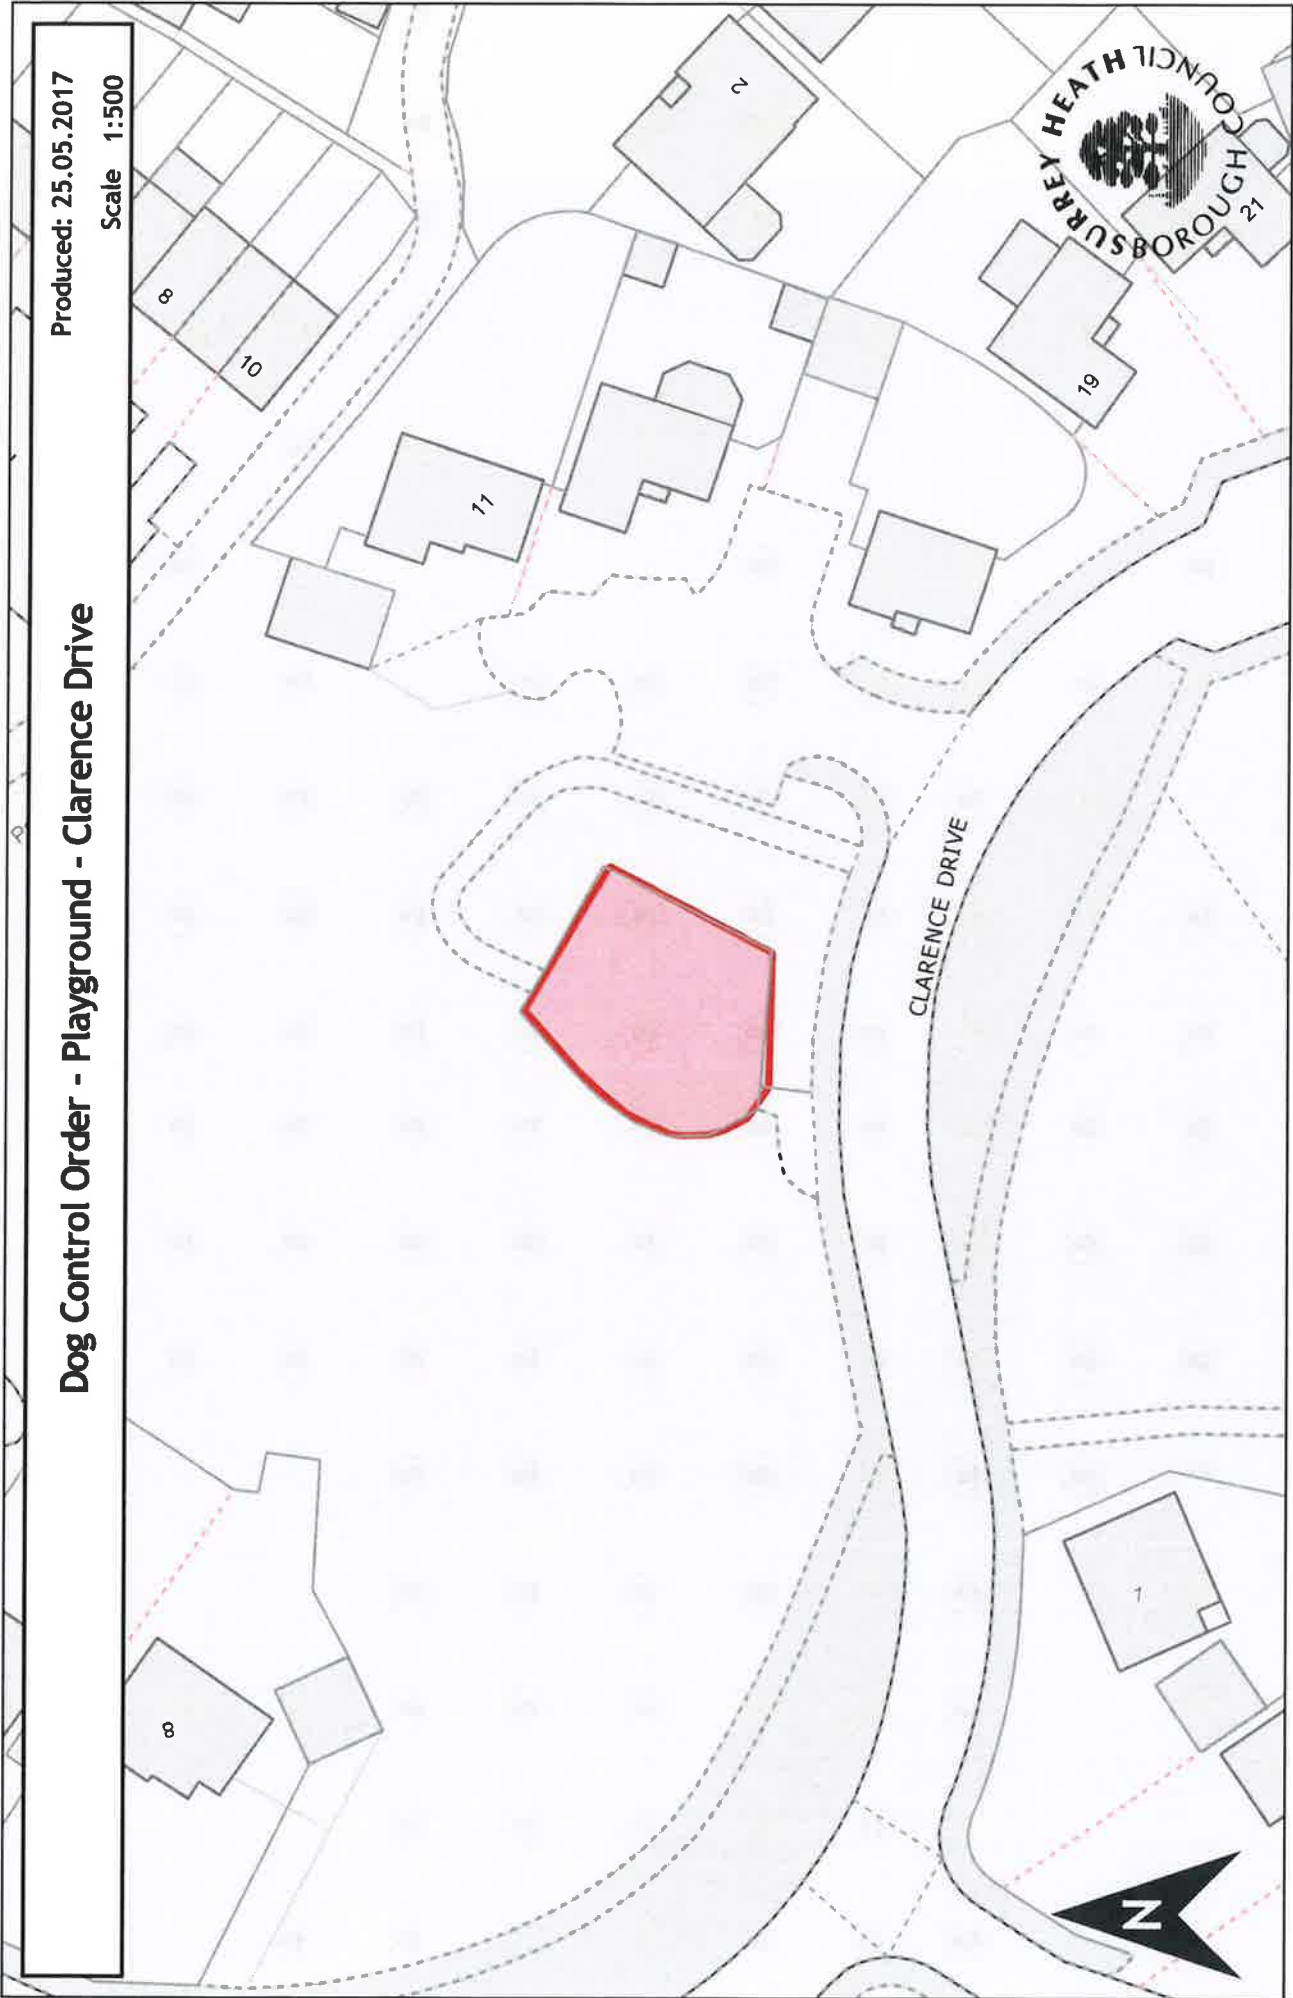 Dog Control Order - Playground - Clarence Drive
Produced: 25.05.2017
Scale 1:500
8
10
2
11
19
21
CLARENCE DRIVE
8
7
N
SURREY HEATH
BOROUGH COUNCIL